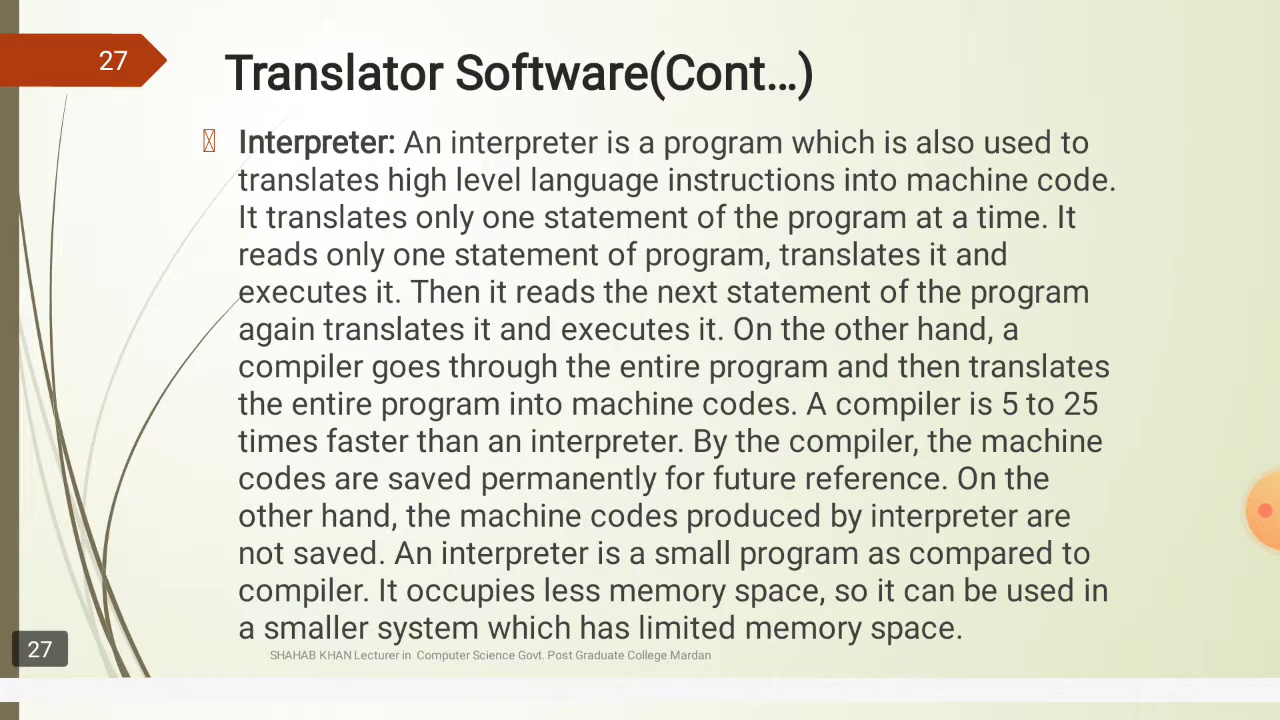 27
Translator Software(Cont...)
Interpreter: An interpreter is a program which is also used to
translates high level language instructions into machine code.
It translates only one statement of the program at a time. It
reads only one statement of program, translates it and
executes it. Then it reads the next statement of the program
again translates it and executes it. On the other hand, a
compiler goes through the entire program and then translates
the entire program into machine codes. A compiler is 5 to 25
times faster than an interpreter. By the compiler, the machine
codes are saved permanently for future reference. On the
other hand, the machine codes produced by interpreter are
not saved. An interpreter is a small program as compared to
compiler. It occupies less memory space, so it can be used in
a smaller system which has limited memory space.
27
SHAHAB KHAN Lecturer in Computer Science Govt. Post Graduate College Mardan